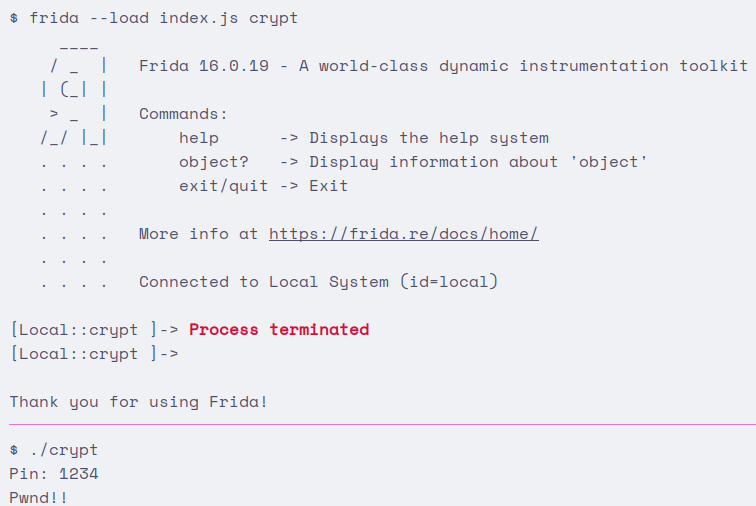 $ frida --load index.js crypt
     ____
    / _  |   Frida 16.0.19 - A world-class dynamic instrumentation toolkit
   | (_| |
    > _  |   Commands:
   /_/ |_|       help      -> Displays the help system
   . . . .       object?   -> Display information about 'object'
   . . . .       exit/quit -> Exit
   . . . .
   . . . .   More info at https://frida.re/docs/home/
   . . . .
   . . . .   Connected to Local System (id=local)
[Local::crypt ]-> Process terminated
[Local::crypt ]->
Thank you for using Frida!
$ ./crypt
Pin: 1234
Pwnd!!